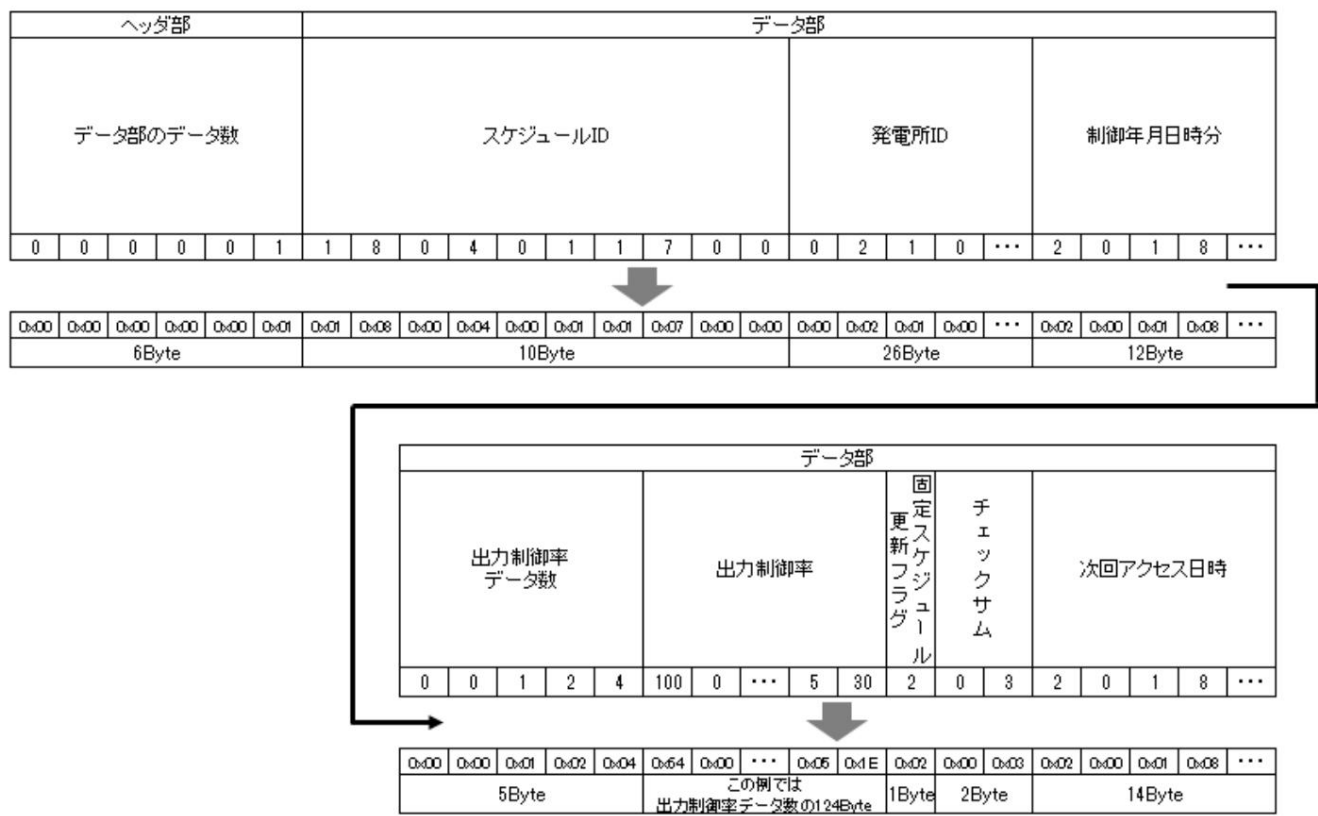 ヘッダ部 データ部
データ部のデータ数 スケジュールID 発電所ID 制御年月日時分
0 0 0 0 0 1 1 8 0 4 0 1 1 7 0 0 0 2 1 0 ・・・ 2 0 1 8 ・・・
0x00 0x00 0x00 0x00 0x00 0x01 0x01 0x08 0x00 0x04 0x00 0x01 0x01 0x07 0x00 0x00 0x00 0x02 0x01 0x00 ・・・ 0x02 0x00 0x01 0x08 ・・・
6Byte 10Byte 26Byte 12Byte
データ部
出力制御率
データ数
出力制御率
固定スケジュール
更新フラグ
チェックサム
次回アクセス日時
0 0 1 2 4 100 0 ・・・ 5 30 2 0 3 2 0 1 8 ・・・
0x00 0x00 0x01 0x02 0x04 0x64 0x00 ・・・ 0x05 0x1E 0x02 0x00 0x03 0x02 0x00 0x01 0x08 ・・・
5Byte
この例では
出力制御率データ数の124Byte
1Byte 2Byte 14Byte